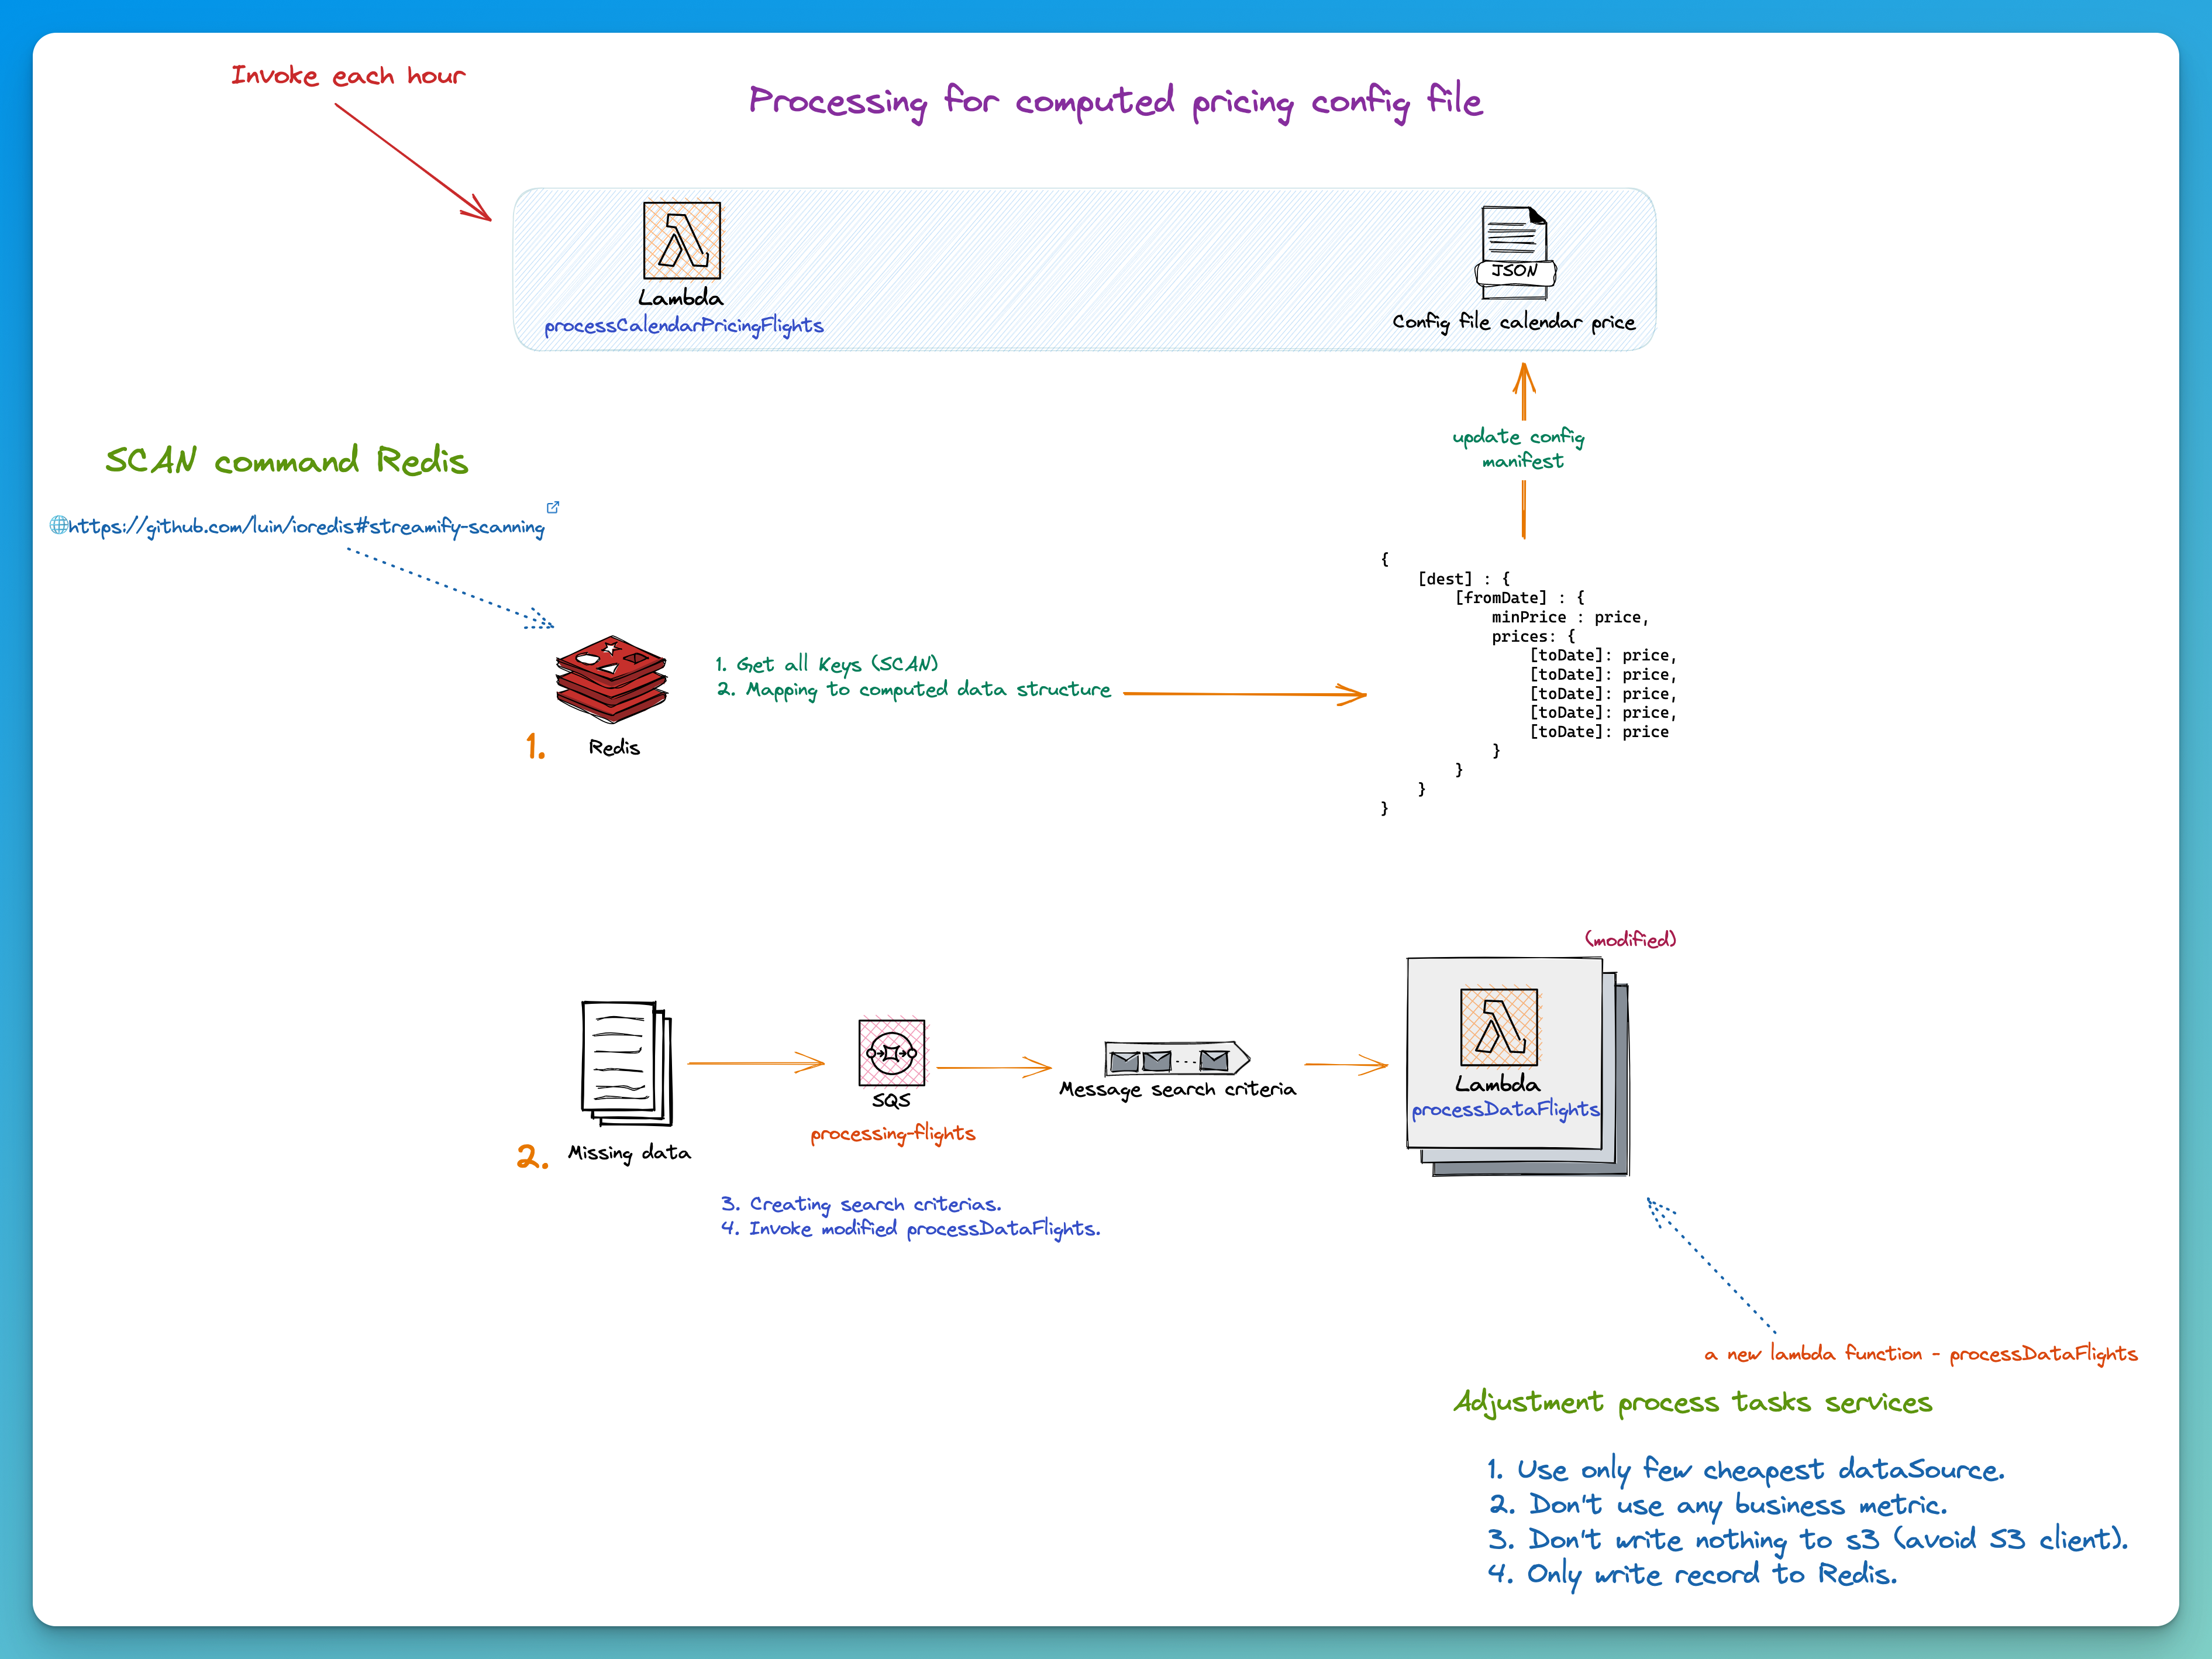 Invoke each hour
Processing for computed pricing config file
Lambda
processCalendarPricingFlights
JSON
Config file calendar price
update config
manifest
SCAN command Redis
https://github.com/luin/ioredis#streamify-scanning
{
[dest] : {
[fromDate] : {
minPrice : price,
prices: {
[toDate]: price,
[toDate]: price,
[toDate]: price,
[toDate]: price,
[toDate]: price
}
}
}
}
1. Get all Keys (SCAN)
2. Mapping to computed data structure
1.
Redis
(modified)
Lambda
processDataFlights
SQS
processing-flights
Message search criteria
2.
Missing data
3. Creating search criterias.
4. Invoke modified processDataFlights.
a new lambda function - processDataFlights
Adjustment process tasks services
1. Use only few cheapest dataSource.
2. Don't use any business metric.
3. Don't write nothing to s3 (avoid S3 client).
4. Only write record to Redis.